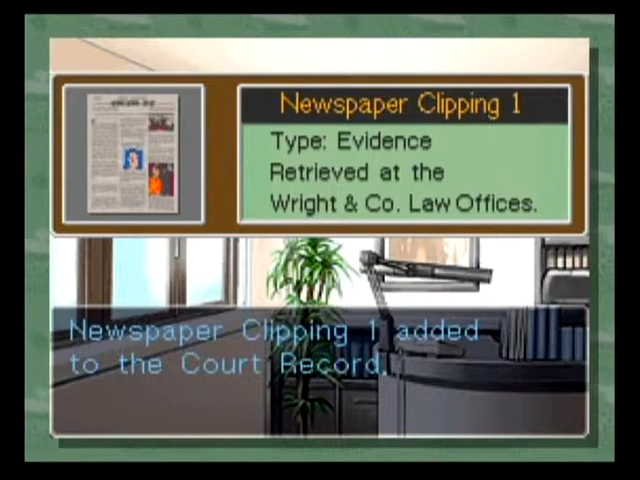 Newspaper Clipping 1
Type: Evidence
Retrieved at the
Wright & Co. Law Offices.
Newspaper Clipping 1 added
to the Court Record.